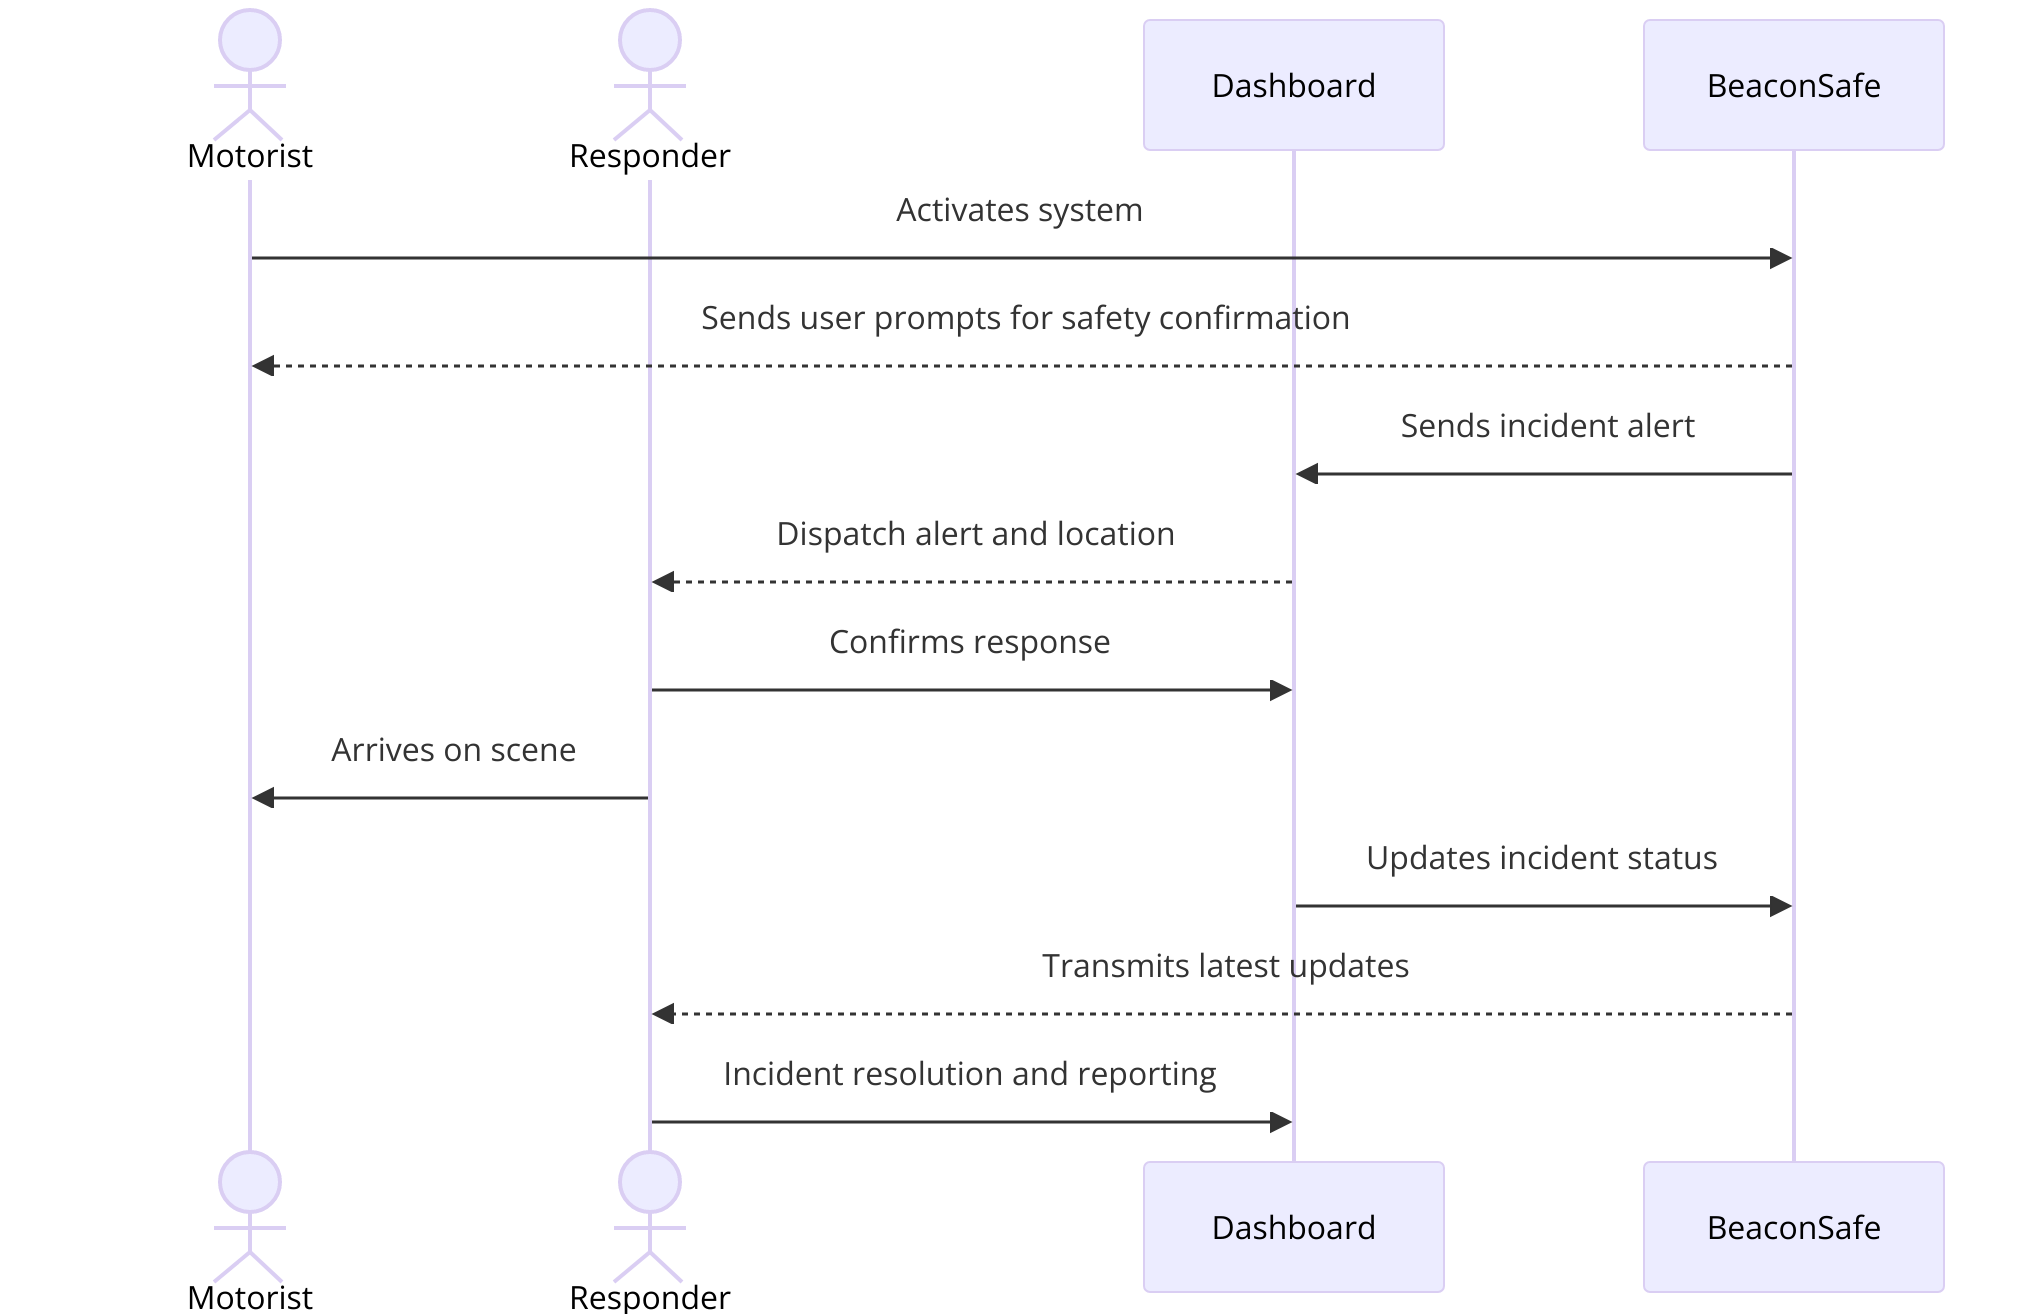 Motorist
Responder
Dashboard
BeaconSafe
Activates system
Sends user prompts for safety confirmation
Sends incident alert
Dispatch alert and location
Confirms response
Arrives on scene
Updates incident status
Transmits latest updates
Incident resolution and reporting
Motorist
Responder
Dashboard
BeaconSafe